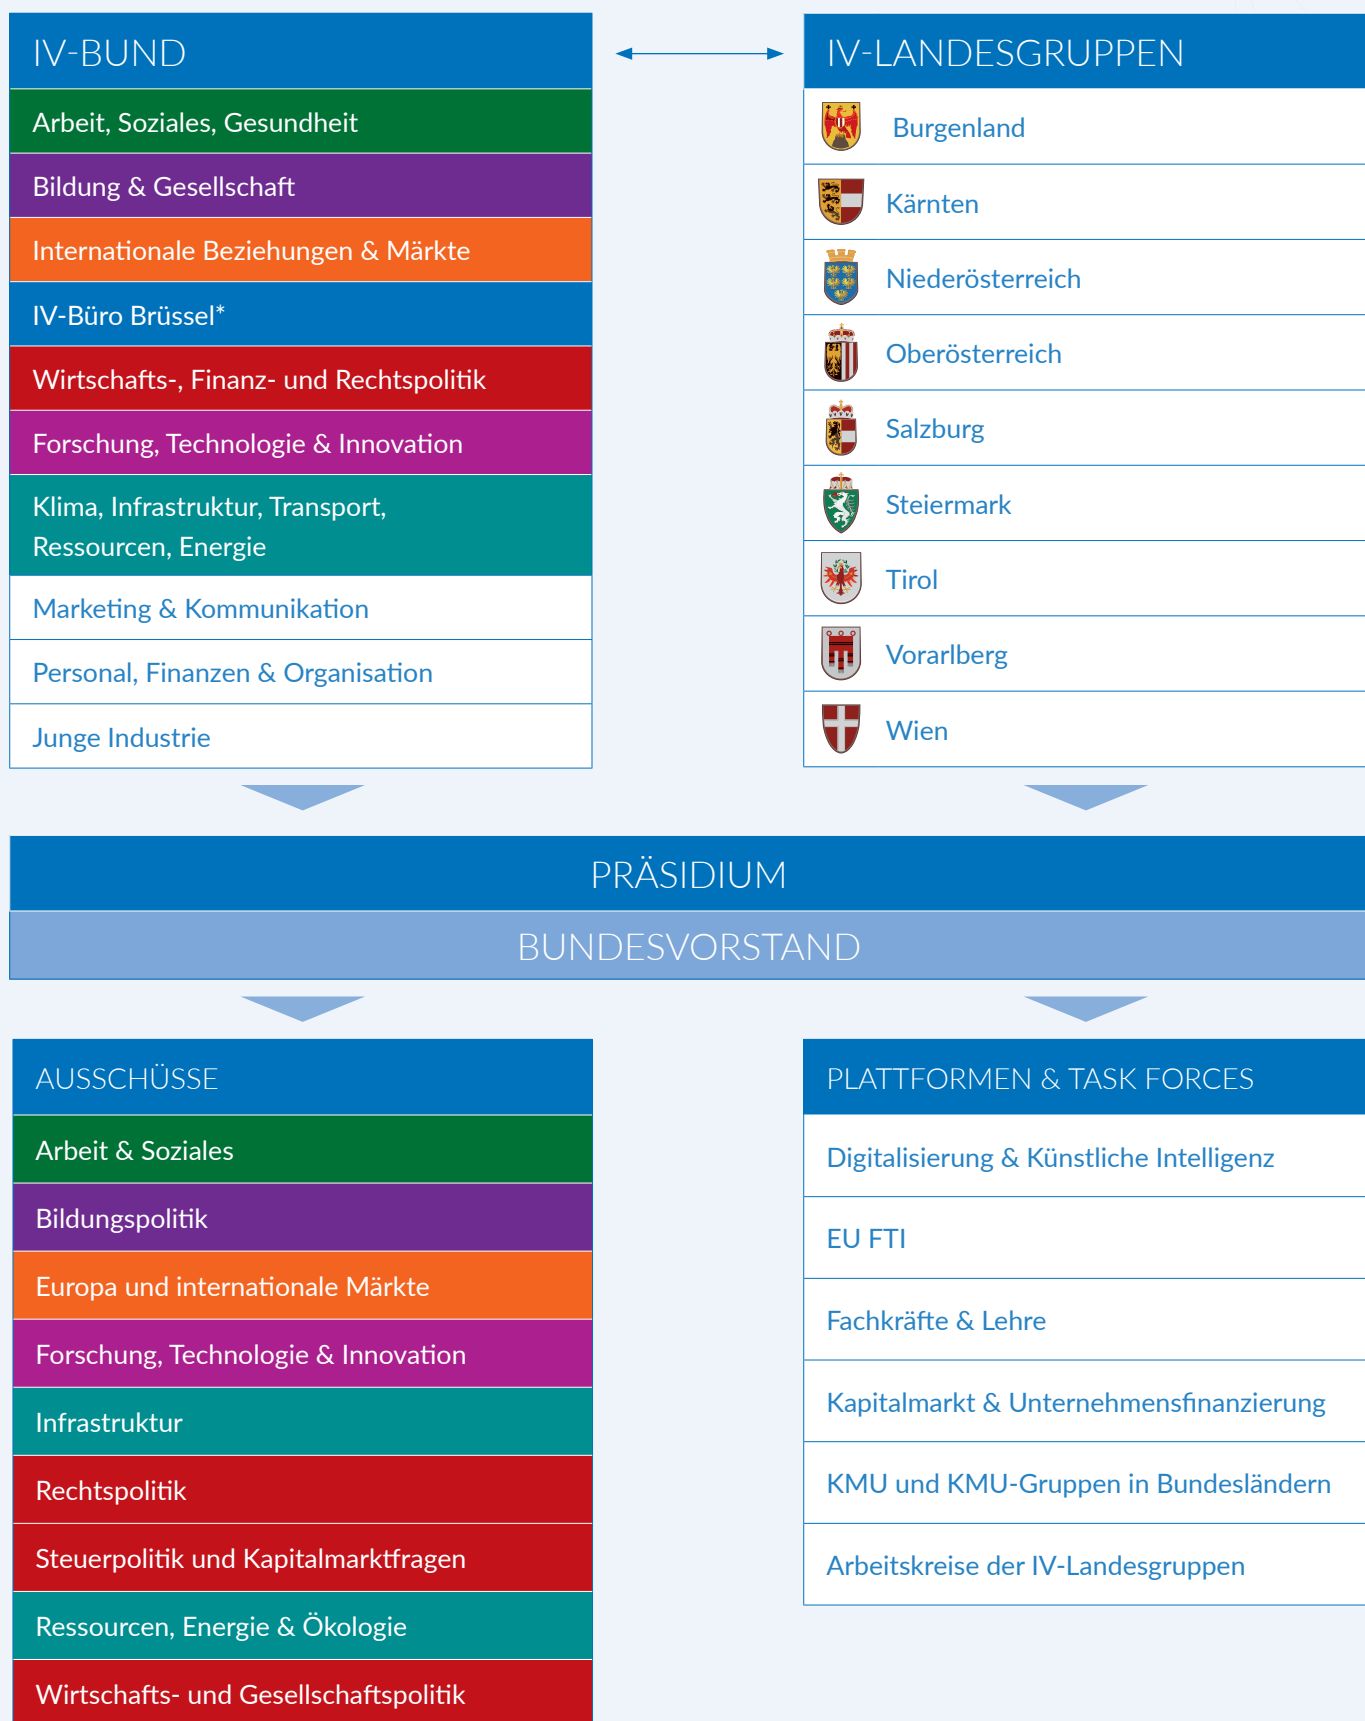 IV-BUND
Arbeit, Soziales, Gesundheit
Bildung & Gesellschaft
Internationale Beziehungen & Märkte
IV-Büro Brüssel*
Wirtschafts-, Finanz- und Rechtspolitik
Forschung, Technologie & Innovation
Klima, Infrastruktur, Transport,
Ressourcen, Energie
Marketing & Kommunikation
Personal, Finanzen & Organisation
Junge Industrie
IV-LANDESGRUPPEN
Burgenland
Kärnten
Niederösterreich
Oberösterreich
Salzburg
Steiermark
Tirol
Vorarlberg
Wien
PRÄSIDIUM
BUNDESVORSTAND
AUSSCHÜSSE
Arbeit & Soziales
Bildungspolitik
Europa und internationale Märkte
Forschung, Technologie & Innovation
Infrastruktur
Rechtspolitik
Steuerpolitik und Kapitalmarktfragen
Ressourcen, Energie & Ökologie
Wirtschafts- und Gesellschaftspolitik
PLATTFORMEN & TASK FORCES
Digitalisierung & Künstliche Intelligenz
EU FTI
Fachkräfte & Lehre
Kapitalmarkt & Unternehmensfinanzierung
KMU und KMU-Gruppen in Bundesländern
Arbeitskreise der IV-Landesgruppen